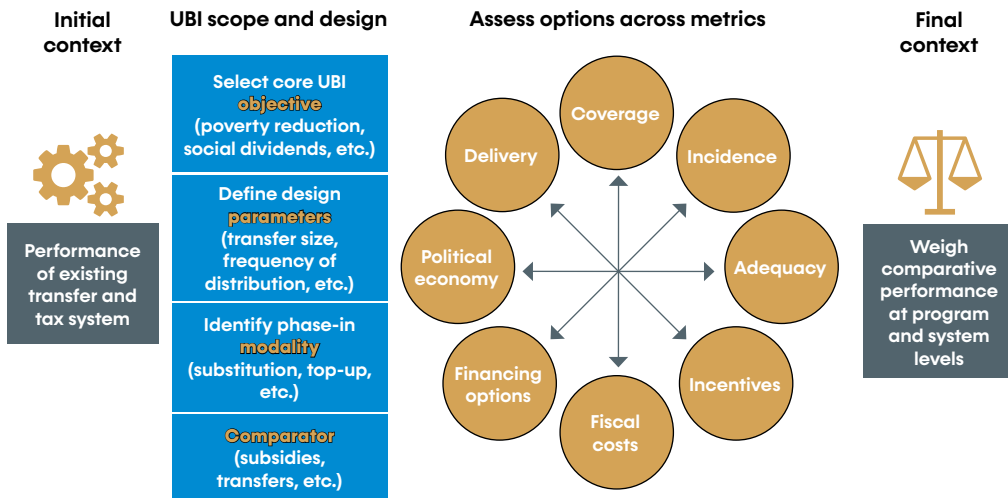 Initial
context
UBI scope and design
Assess options across metrics
Final
context
Performance
of existing
transfer and
tax system
Select core UBI
objective
(poverty reduction,
social dividends, etc.)
Define design
parameters
(transfer size,
frequency of
distribution, etc.)
Identify phase-in
modality
(substitution, top-up,
etc.)
Comparator
(subsidies,
transfers, etc.)
Coverage
Incidence
Adequacy
Incentives
Fiscal
costs
Financing
options
Political
economy
Delivery
Weigh
comparative
performance
at program
and system
levels